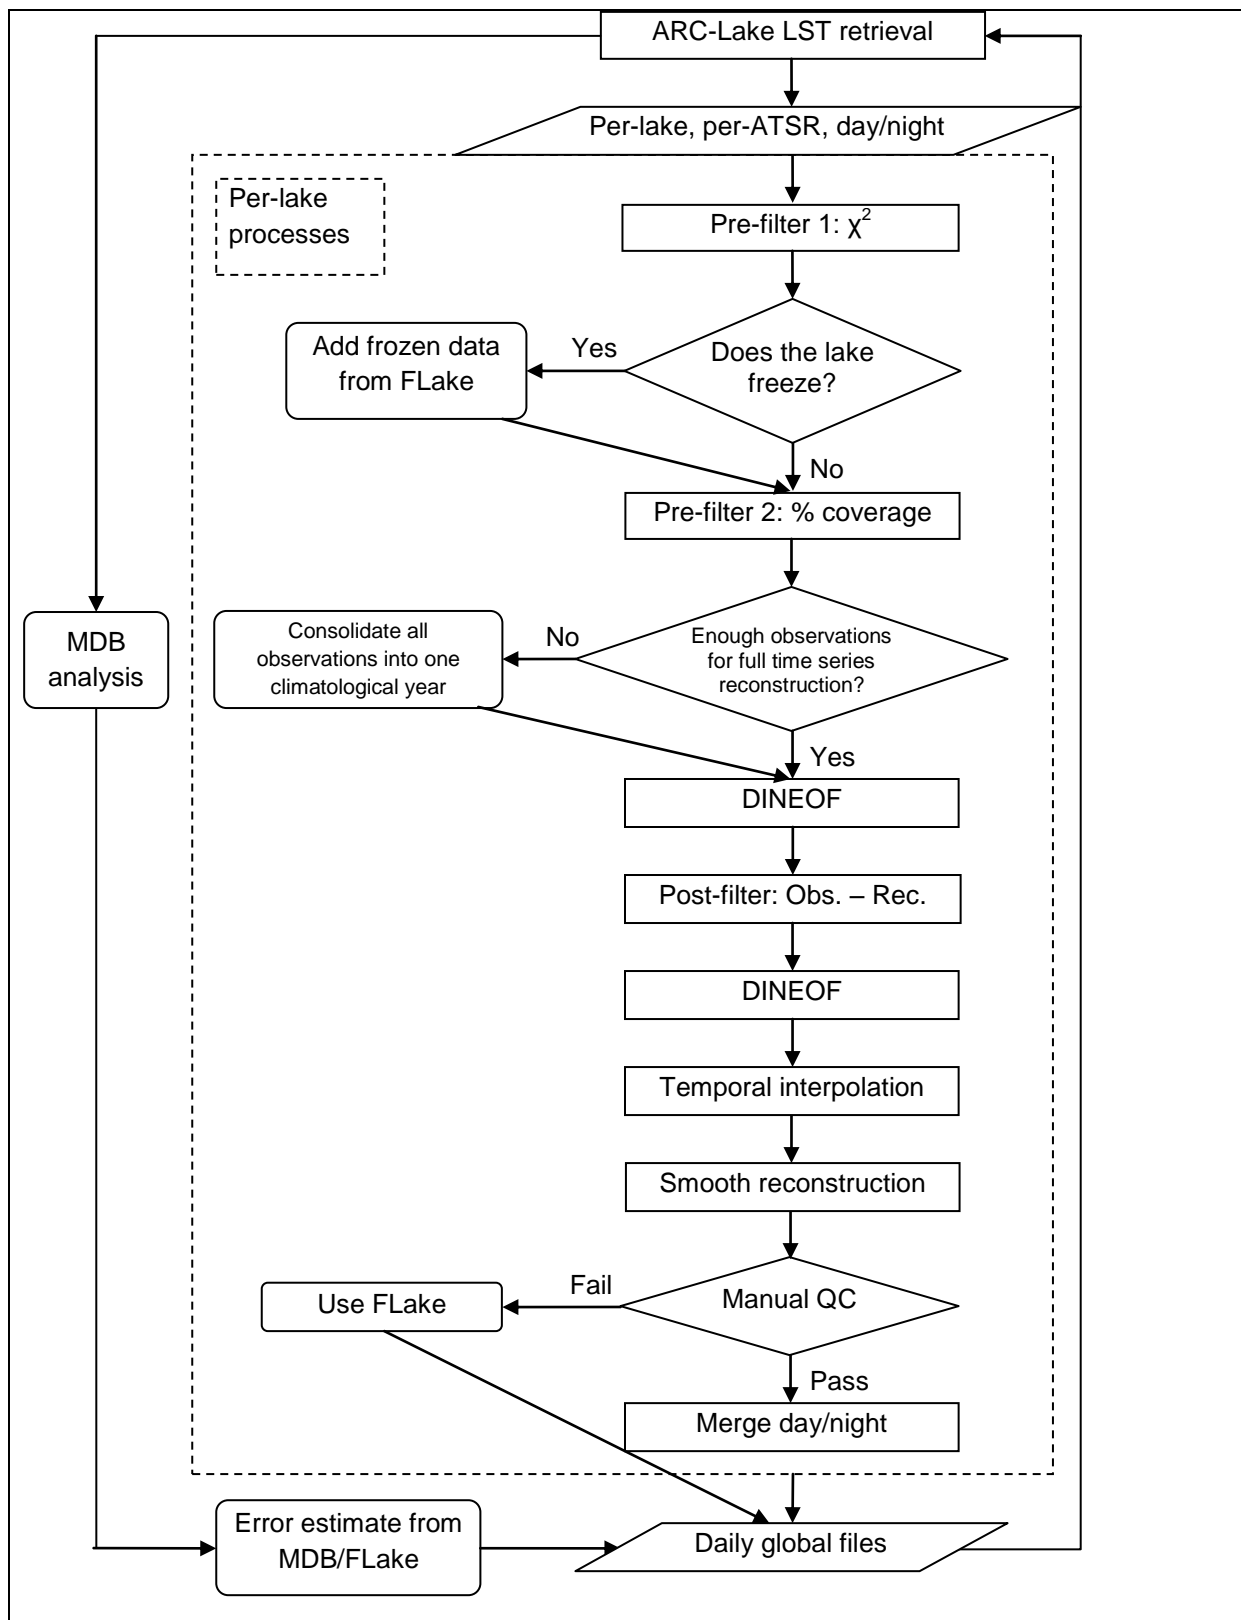 ARC-Lake LST retrieval
Per-lake, per-ATSR, day/night
Per-lake
processes
Pre-filter 1: χ²
Does the lake
freeze?
Yes
Add frozen data
from FLake
No
Pre-filter 2: % coverage
Enough observations
for full time series
reconstruction?
No
Consolidate all
observations into one
climatological year
MDB
analysis
Yes
DINEOF
Post-filter: Obs. – Rec.
DINEOF
Temporal interpolation
Smooth reconstruction
Manual QC
Fail
Use FLake
Pass
Merge day/night
Error estimate from
MDB/FLake
Daily global files